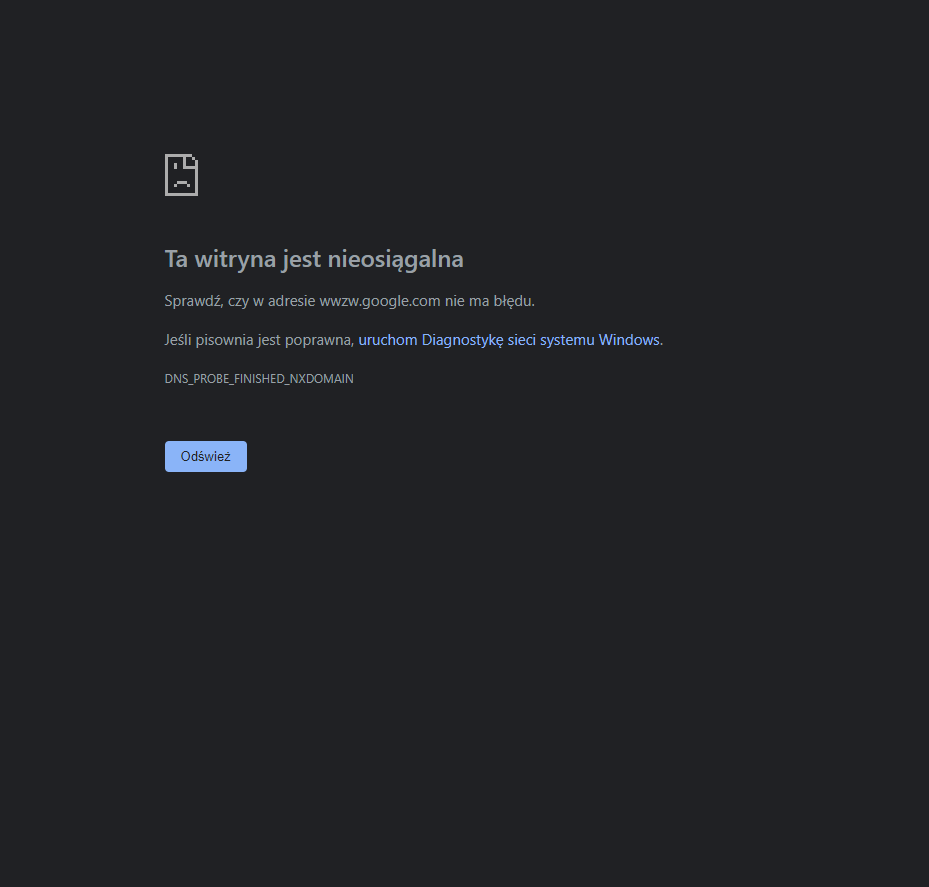 Ta witryna jest nieosiągalna
Sprawdź, czy w adresie wwzw.google.com nie ma błędu.
Jeśli pisownia jest poprawna, uruchom Diagnostykę sieci systemu Windows.
DNS_PROBE_FINISHED_NXDOMAIN
Odśwież